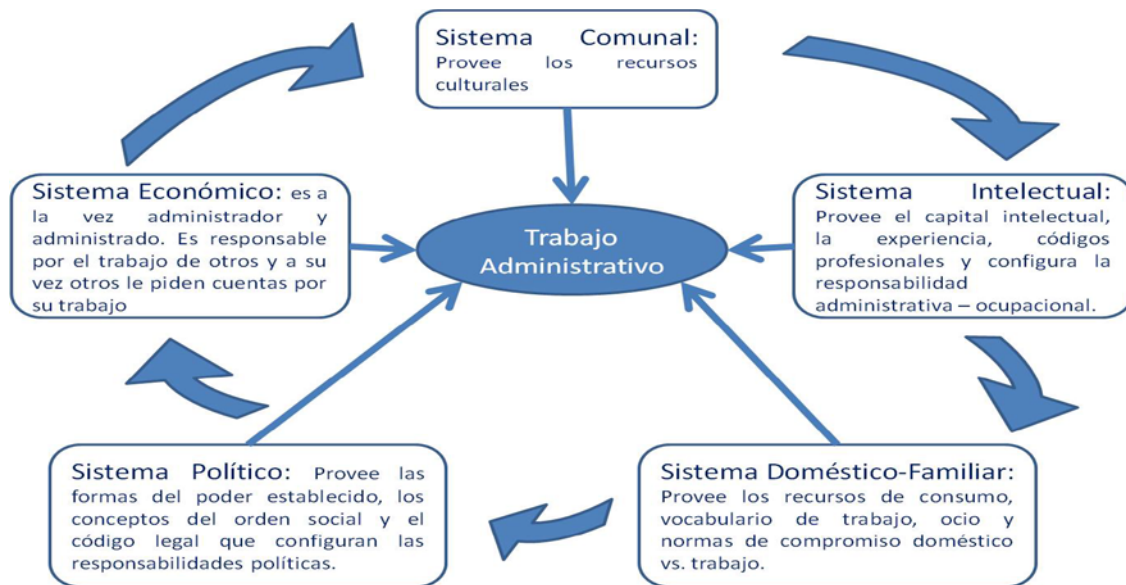 Sistema Comunal:
Provee los recursos
culturales
Sistema Económico: es a
la vez administrador y
administrado. Es responsable
por el trabajo de otros y a su
vez otros le piden cuentas por
su trabajo
Trabajo
Administrativo
Sistema Intelectual:
Provee el capital intelectual,
la experiencia, códigos
profesionales y configura la
responsabilidad
administrativa – ocupacional.
Sistema Político: Provee las
formas del poder establecido, los
conceptos del orden social y el
código legal que configuran las
responsabilidades políticas.
Sistema Doméstico-Familiar:
Provee los recursos de consumo,
vocabulario de trabajo, ocio y
normas de compromiso doméstico
vs. trabajo.